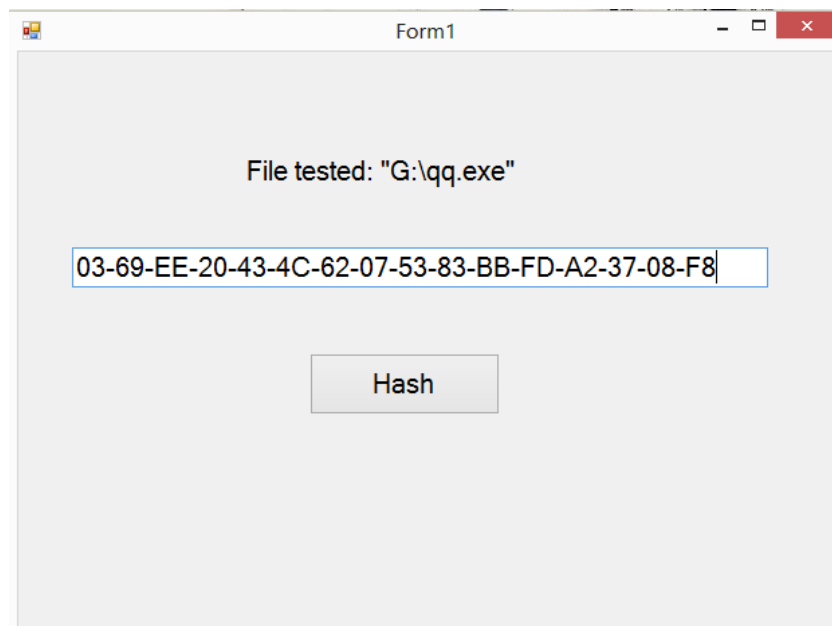 Form1
File tested: "G:\qq.exe"
03-69-EE-20-43-4C-62-07-53-83-BB-FD-A2-37-08-F8
Hash